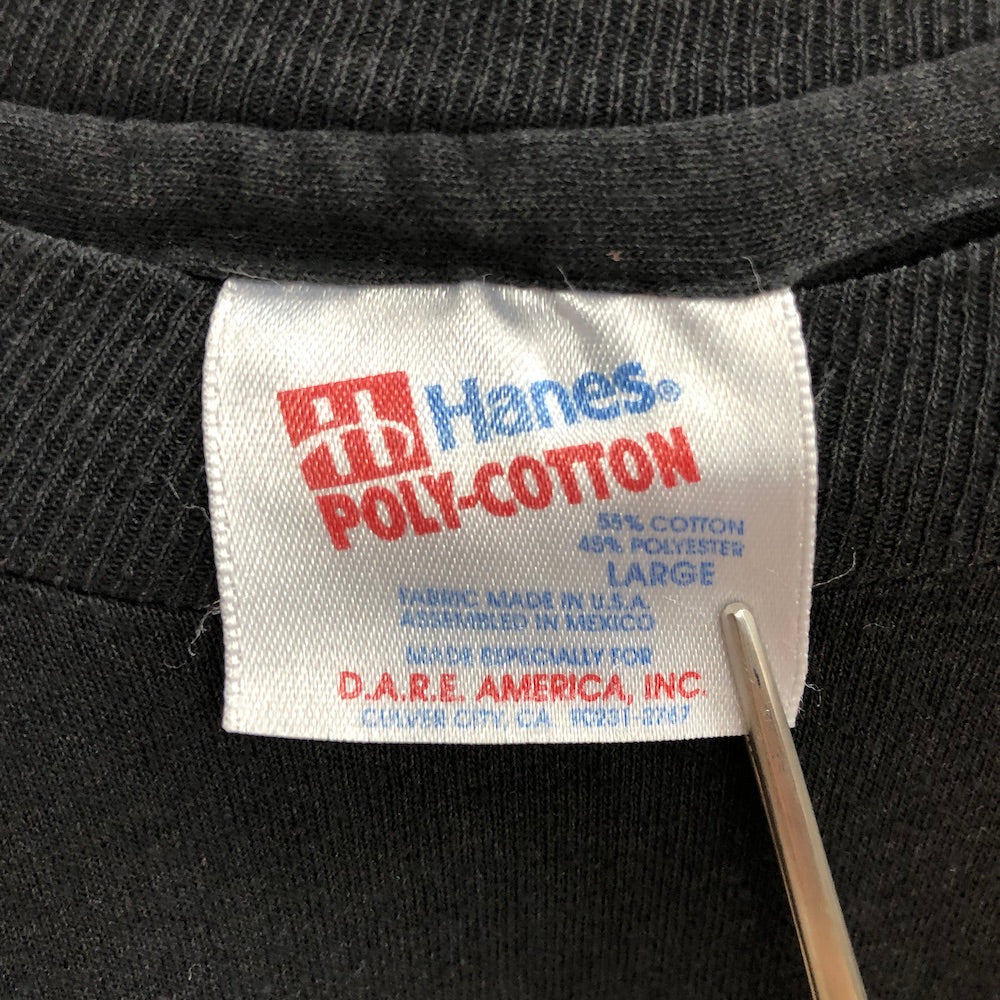 Hanes®
POLY-COTTON
55% COTTON
45% POLYESTER
LARGE
FABRIC MADE IN U.S.A.
ASSEMBLED IN MEXICO
MADE ESPECIALLY FOR
D.A.R.E. AMERICA, INC.
CULVER CITY, CA